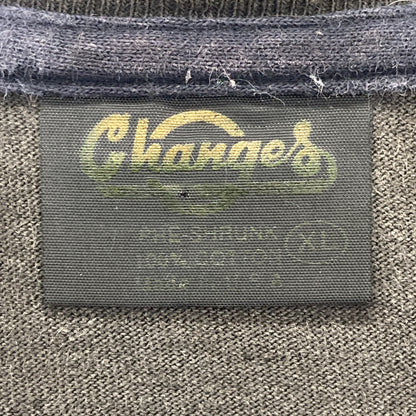 Changes
PRE-SHRUNK
100% COTTON
XL